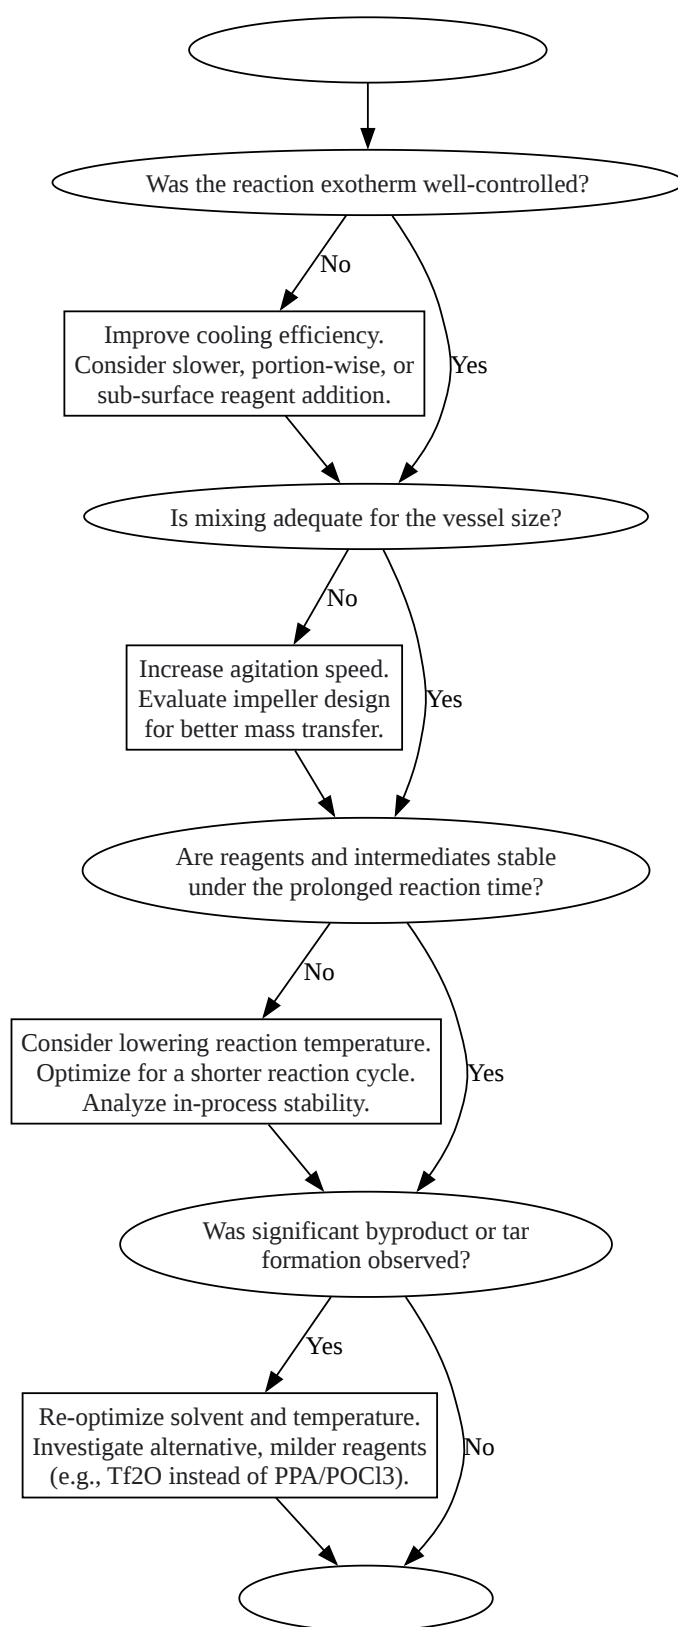 Was the reaction exotherm well-controlled?
No
Improve cooling efficiency.
Consider slower, portion-wise, or
sub-surface reagent addition.
Yes
Is mixing adequate for the vessel size?
No
Increase agitation speed.
Evaluate impeller design
for better mass transfer.
Yes
Are reagents and intermediates stable
under the prolonged reaction time?
No
Consider lowering reaction temperature.
Optimize for a shorter reaction cycle.
Analyze in-process stability.
Yes
Was significant byproduct or tar
formation observed?
Yes
Re-optimize solvent and temperature.
Investigate alternative, milder reagents
(e.g., Tf2O instead of PPA/POCl3).
No